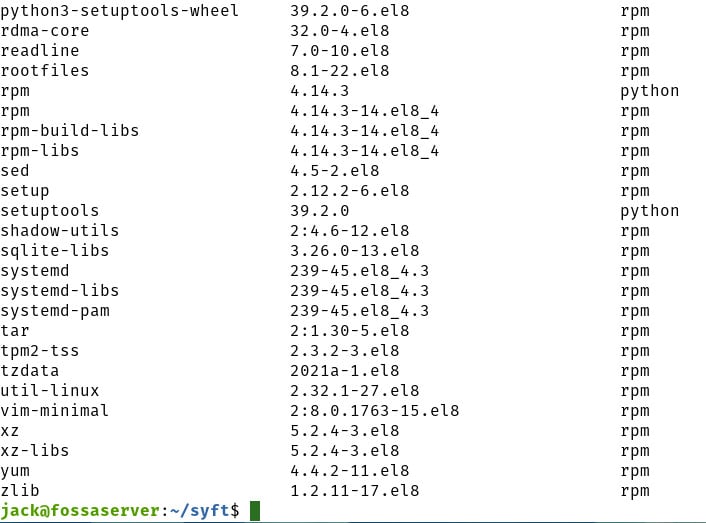 python3-setuptools-wheel 39.2.0-6.el8 rpm
rdma-core 32.0-4.el8 rpm
readline 7.0-10.el8 rpm
rootfiles 8.1-22.el8 rpm
rpm 4.14.3 python
rpm 4.14.3-14.el8_4 rpm
rpm-build-libs 4.14.3-14.el8_4 rpm
rpm-libs 4.14.3-14.el8_4 rpm
sed 4.5-2.el8 rpm
setup 2.12.2-6.el8 rpm
setuptools 39.2.0 python
shadow-utils 2:4.6-12.el8 rpm
sqlite-libs 3.26.0-13.el8 rpm
systemd 239-45.el8_4.3 rpm
systemd-libs 239-45.el8_4.3 rpm
systemd-pam 239-45.el8_4.3 rpm
tar 2:1.30-5.el8 rpm
tpm2-tss 2.3.2-3.el8 rpm
tzdata 2021a-1.el8 rpm
util-linux 2.32.1-27.el8 rpm
vim-minimal 2:8.0.1763-15.el8 rpm
xz 5.2.4-3.el8 rpm
xz-libs 5.2.4-3.el8 rpm
yum 4.4.2-11.el8 rpm
zlib 1.2.11-17.el8 rpm
jack@fossaserver:~/syft$